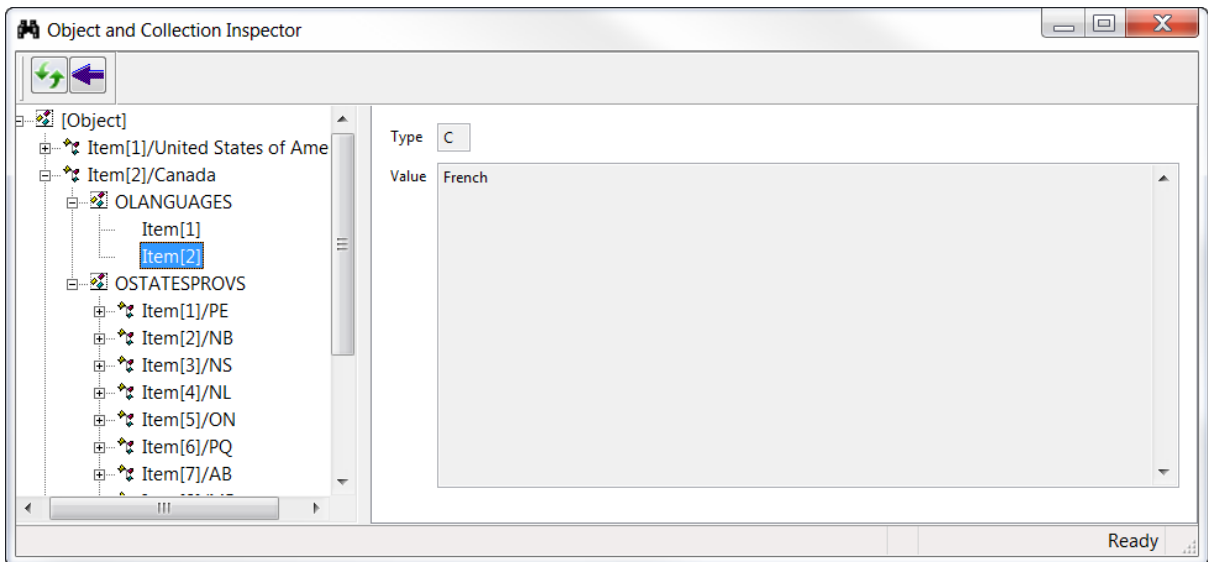 Object and Collection Inspector
[Object]
Item[1]/United States of Ame
Item[2]/Canada
OLANGUAGES
Item[1]
Item[2]
OSTATESPROVS
Item[1]/PE
Item[2]/NB
Item[3]/NS
Item[4]/NL
Item[5]/ON
Item[6]/PQ
Item[7]/AB
Type C
Value French
Ready